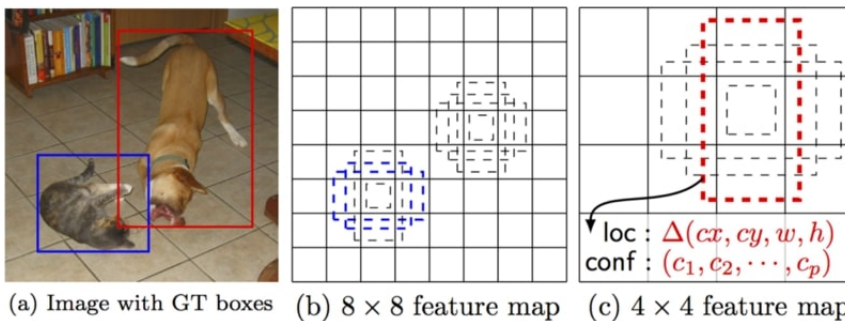 loc : Δ(cx, cy, w, h)
conf : (c₁, c₂, ⋯, cₚ)
(a) Image with GT boxes
(b) 8 × 8 feature map
(c) 4 × 4 feature map